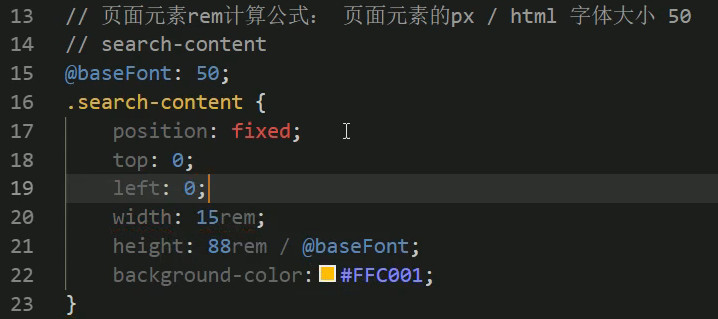 13 // 页面元素rem计算公式： 页面元素的px / html 字体大小 50
14 // search-content
15 @baseFont: 50;
16 .search-content {
17 position: fixed;
18 top: 0;
19 left: 0;
20 width: 15rem;
21 height: 88rem / @baseFont;
22 background-color: #FFC001;
23 }